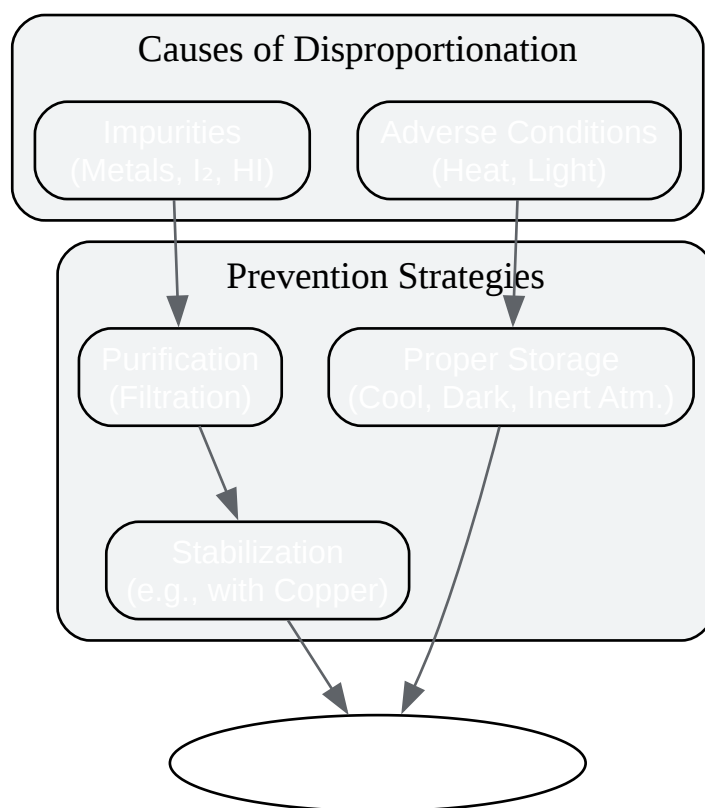 Causes of Disproportionation
Impurities
(Metals, I₂, HI)
Adverse Conditions
(Heat, Light)
Prevention Strategies
Purification
(Filtration)
Proper Storage
(Cool, Dark, Inert Atm.)
Stabilization
(e.g., with Copper)